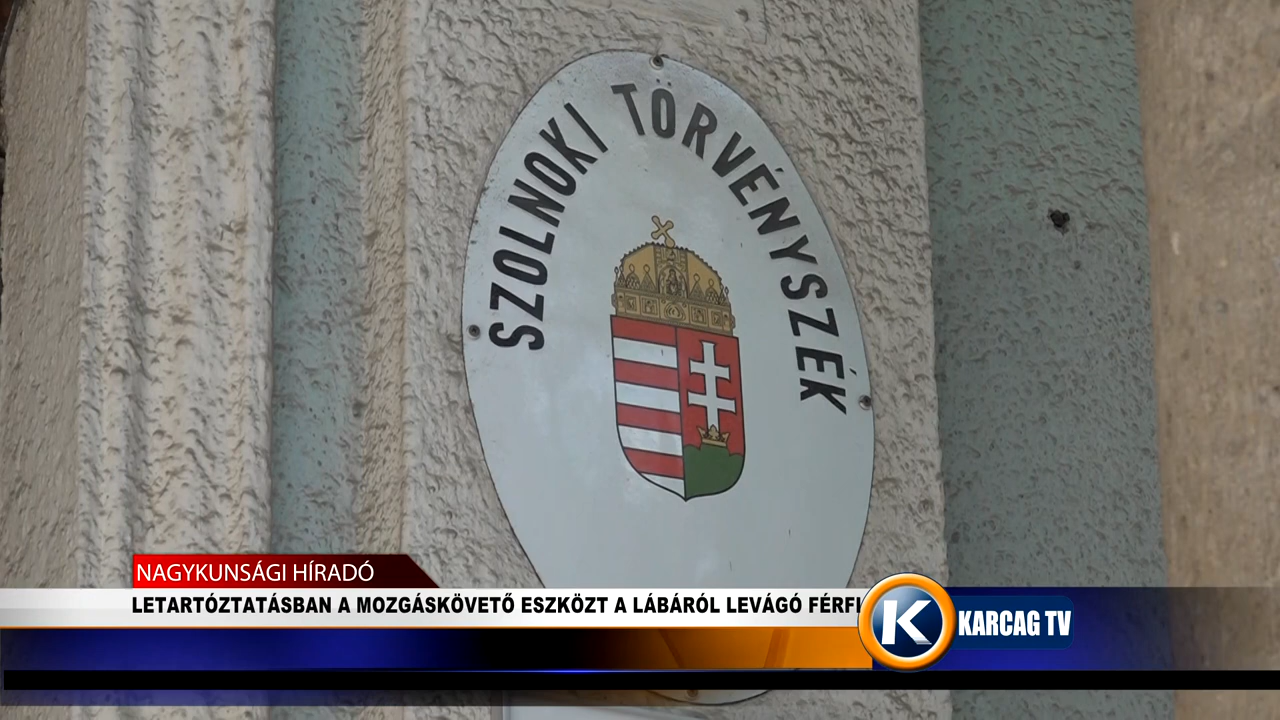 SZOLNOKI TÖRVÉNYSZÉK
NAGYKUNSÁGI HÍRADÓ
LETARTÓZTATÁSBAN A MOZGÁSKÖVETŐ ESZKÖZT A LÁBÁRÓL LEVÁGÓ FÉRFI
K KARCAG TV